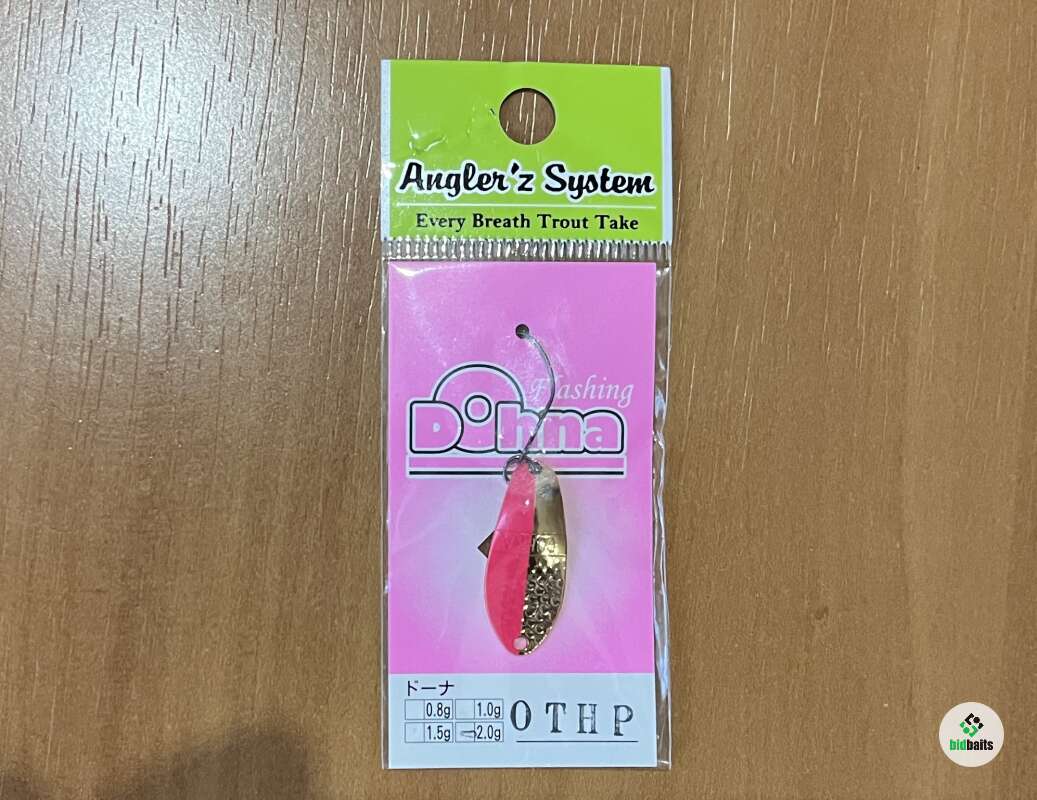 Angler'z System
Every Breath Trout Take
Flashing
Dohna
ドーナ
0.8g 1.0g
1.5g 2.0g
OTHP
bidbaits